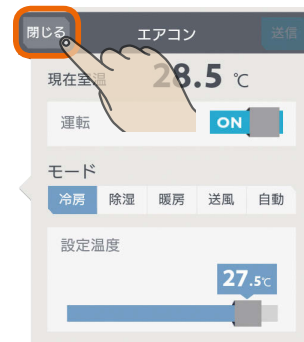 閉じる エアコン 送信
現在室温 28.5 ℃
運転 ON
モード
冷房 除湿 暖房 送風 自動
設定温度
27.5℃